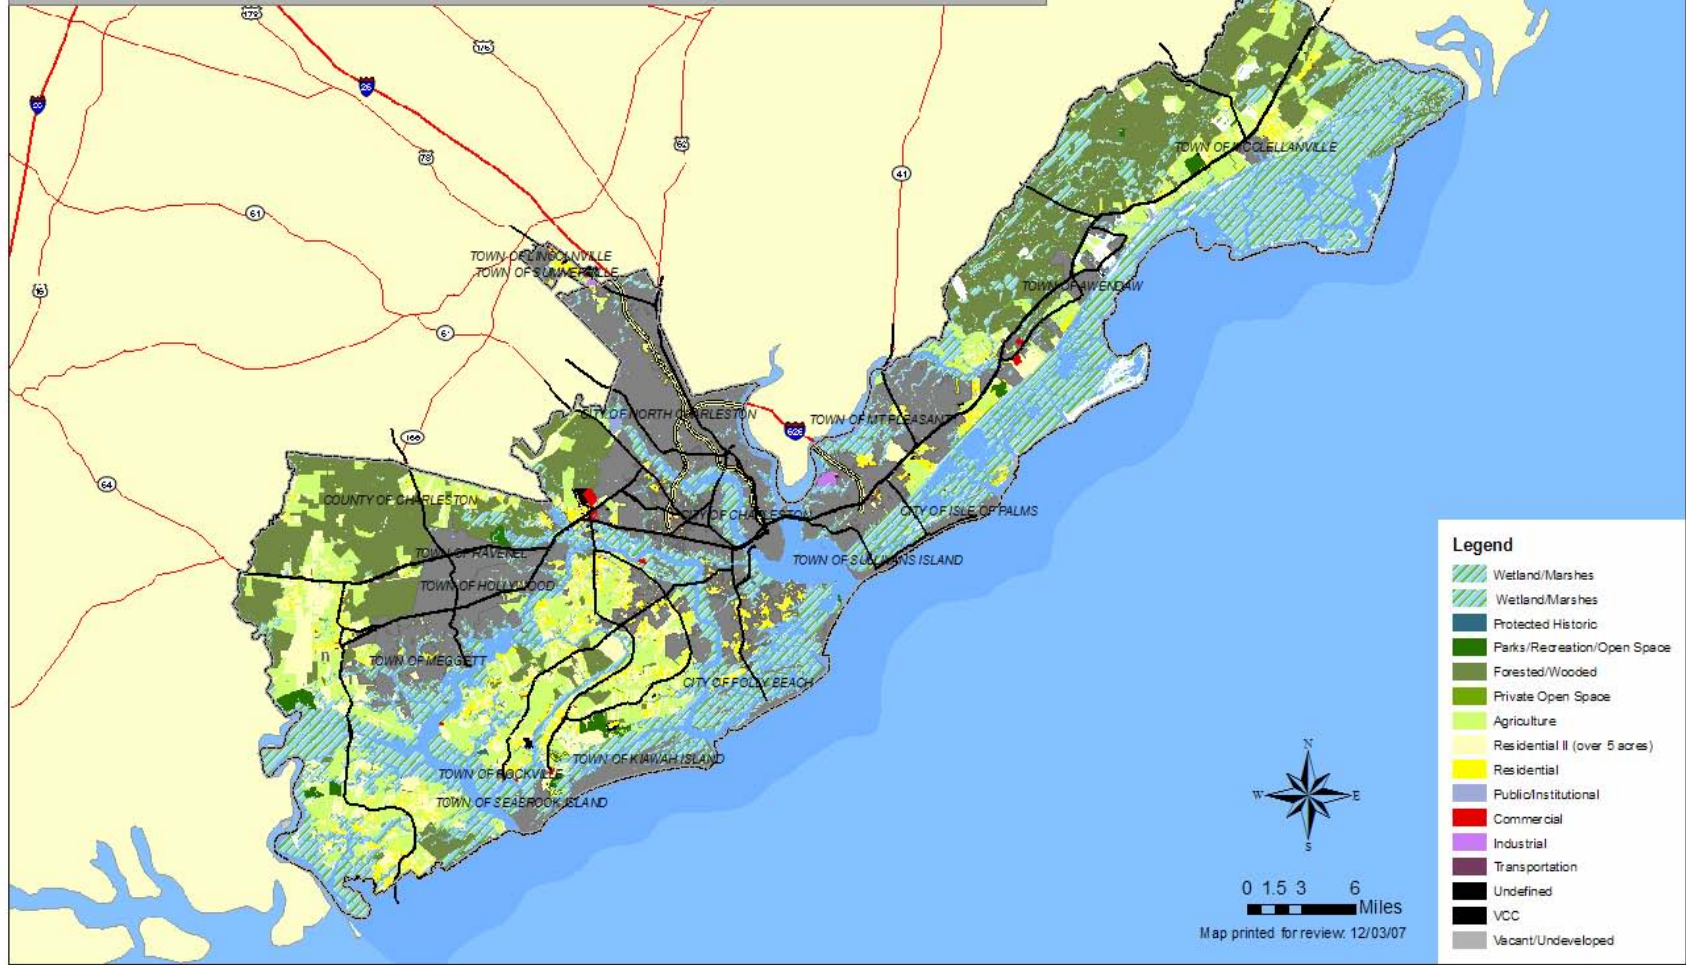 178
176
26
78
52
41
61
TOWN OF MCCLELLANVILLE
TOWN OF LINCOLNVILLE
TOWN OF SUMMERVILLE
TOWN OF AWENDAW
61
CITY OF NORTH CHARLESTON
TOWN OF MT PLEASANT
526
165
64
COUNTY OF CHARLESTON
CITY OF CHARLESTON
CITY OF ISLE OF PALMS
TOWN OF RAVENEL
TOWN OF SULLIVANS ISLAND
TOWN OF HOLLYWOOD
n
TOWN OF MEGGETT
CITY OF FOLLY BEACH
TOWN OF KIAWAH ISLAND
TOWN OF ROCKVILLE
TOWN OF SEABROOK ISLAND
Legend
Wetland/Marshes
Wetland/Marshes
Protected Historic
Parks/Recreation/Open Space
Forested/Wooded
Private Open Space
Agriculture
Residential II (over 5 acres)
Residential
Public/Institutional
Commercial
Industrial
Transportation
Undefined
VCC
Vacant/Undeveloped
N
W E
S
0 1.5 3 6
Miles
Map printed for review: 12/03/07